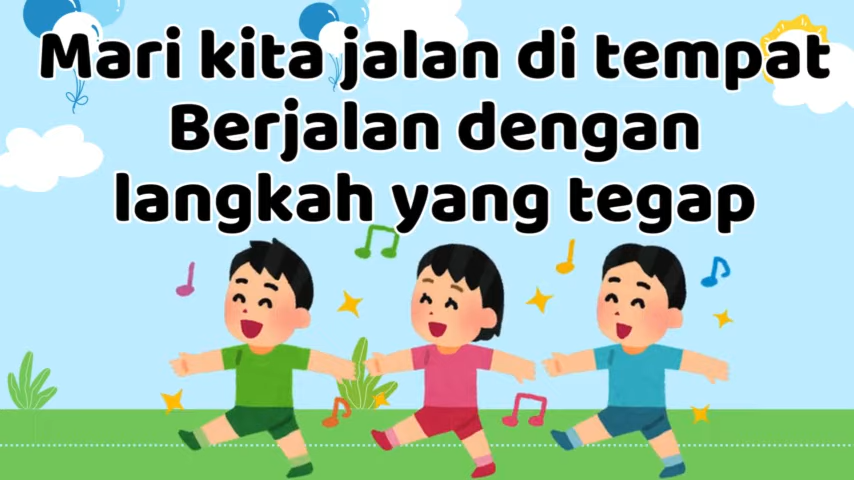 Mari kita jalan di tempat
Berjalan dengan
langkah yang tegap